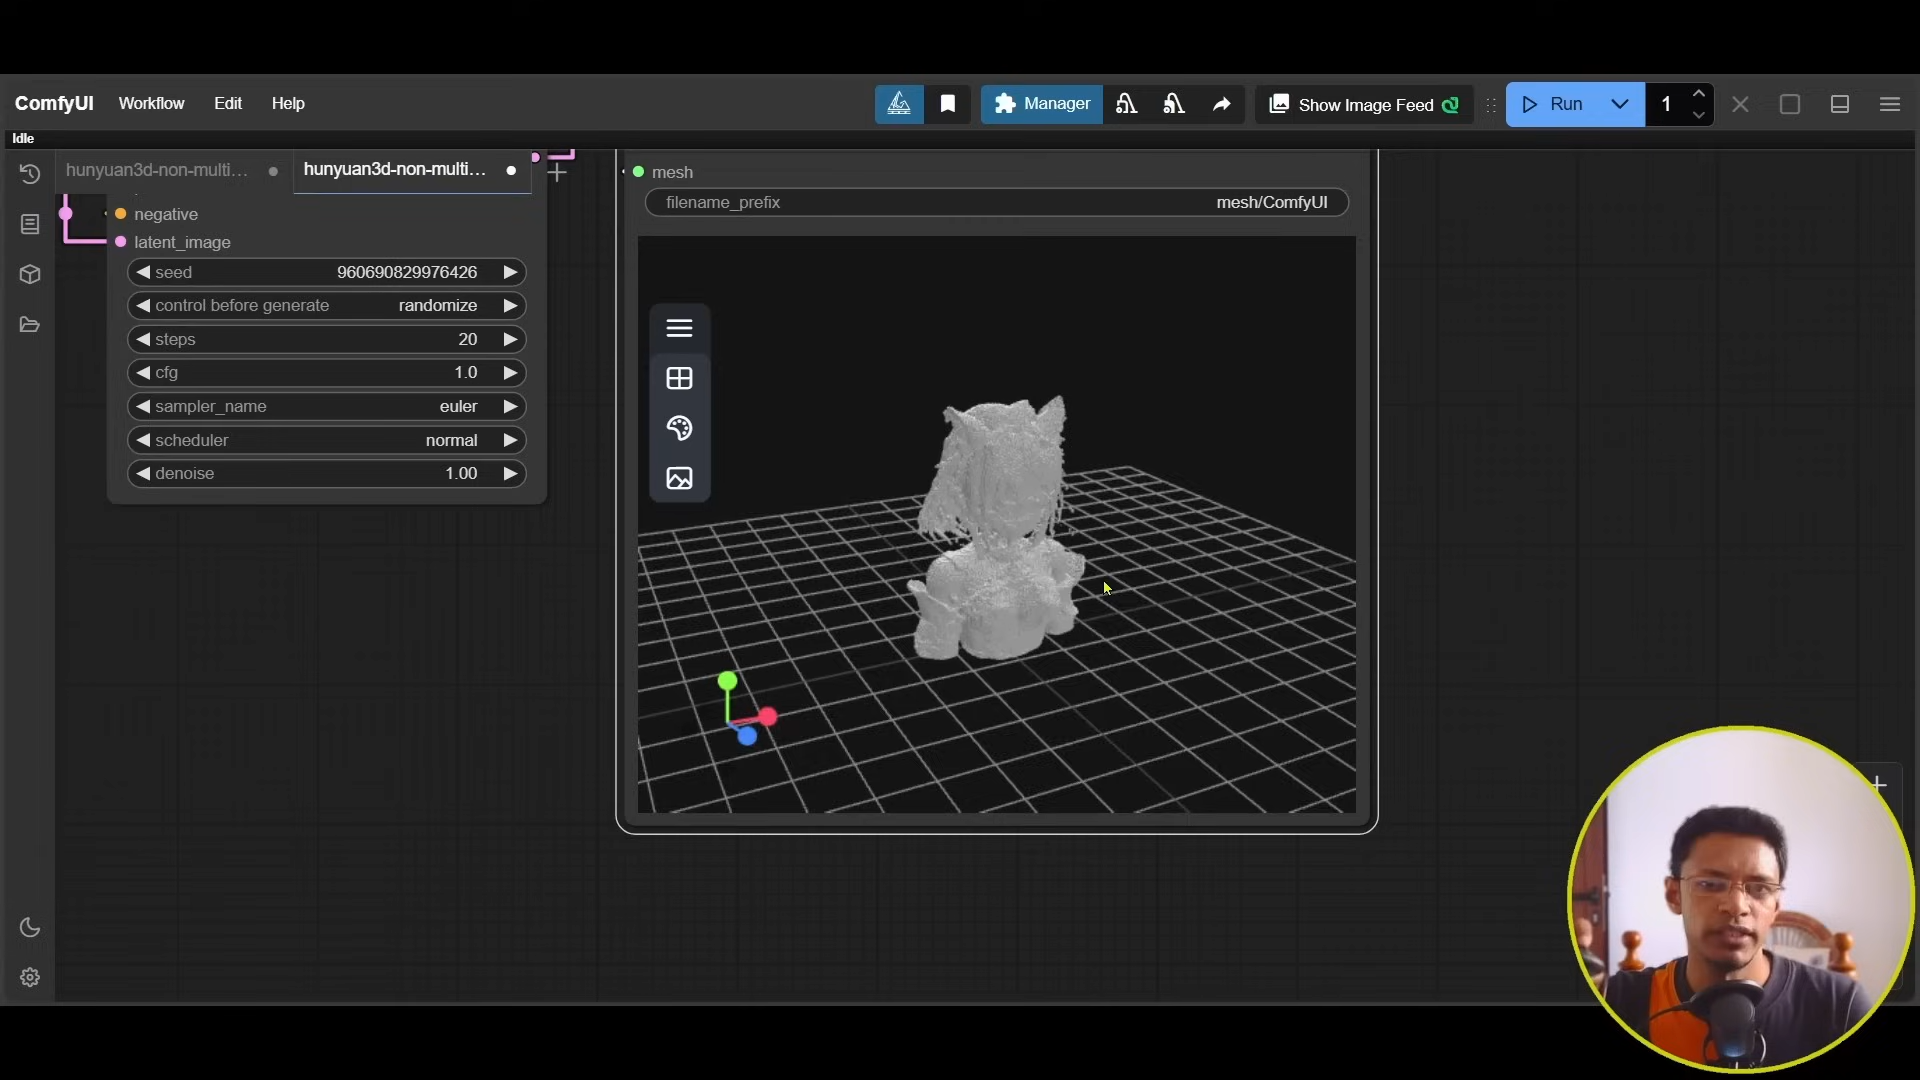 ComfyUI Workflow Edit Help Manager Show Image Feed Run 1
Idle
hunyuan3d-non-multi... hunyuan3d-non-multi...
mesh
filename_prefix mesh/ComfyUI
negative
latent_image
seed 960690829976426
control before generate randomize
steps 20
cfg 1.0
sampler_name euler
scheduler normal
denoise 1.00